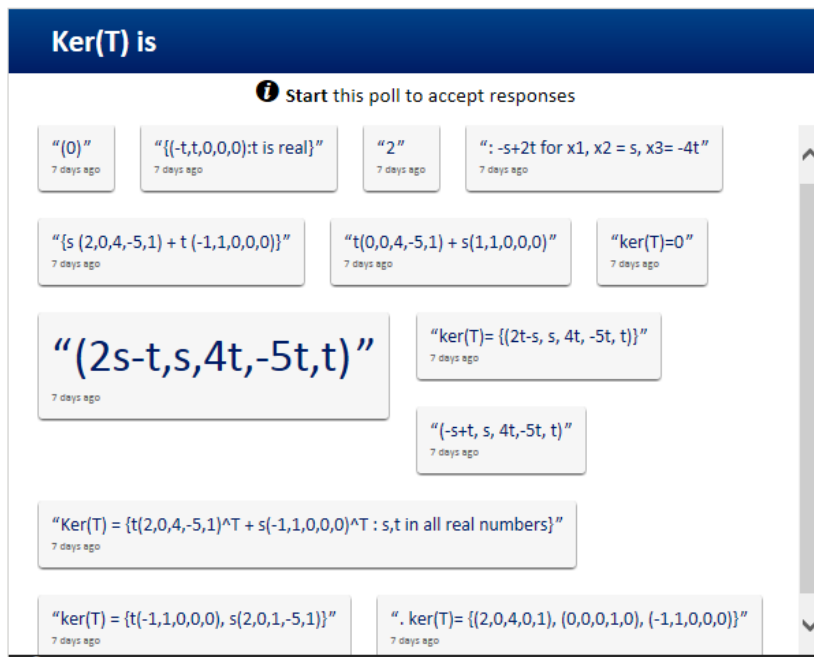 Ker(T) is
Start this poll to accept responses
“(0)”
7 days ago
“{(-t,t,0,0,0):t is real}”
7 days ago
“2”
7 days ago
“: -s+2t for x1, x2 = s, x3= -4t”
7 days ago
“{s (2,0,4,-5,1) + t (-1,1,0,0,0)}”
7 days ago
“t(0,0,4,-5,1) + s(1,1,0,0,0)”
7 days ago
“ker(T)=0”
7 days ago
“(2s-t,s,4t,-5t,t)”
7 days ago
“ker(T)= {(2t-s, s, 4t, -5t, t)}”
7 days ago
“(-s+t, s, 4t,-5t, t)”
7 days ago
“Ker(T) = {t(2,0,4,-5,1)^T + s(-1,1,0,0,0)^T : s,t in all real numbers}”
7 days ago
“ker(T) = {t(-1,1,0,0,0), s(2,0,1,-5,1)}”
7 days ago
“. ker(T)= {(2,0,4,0,1), (0,0,0,1,0), (-1,1,0,0,0)}”
7 days ago